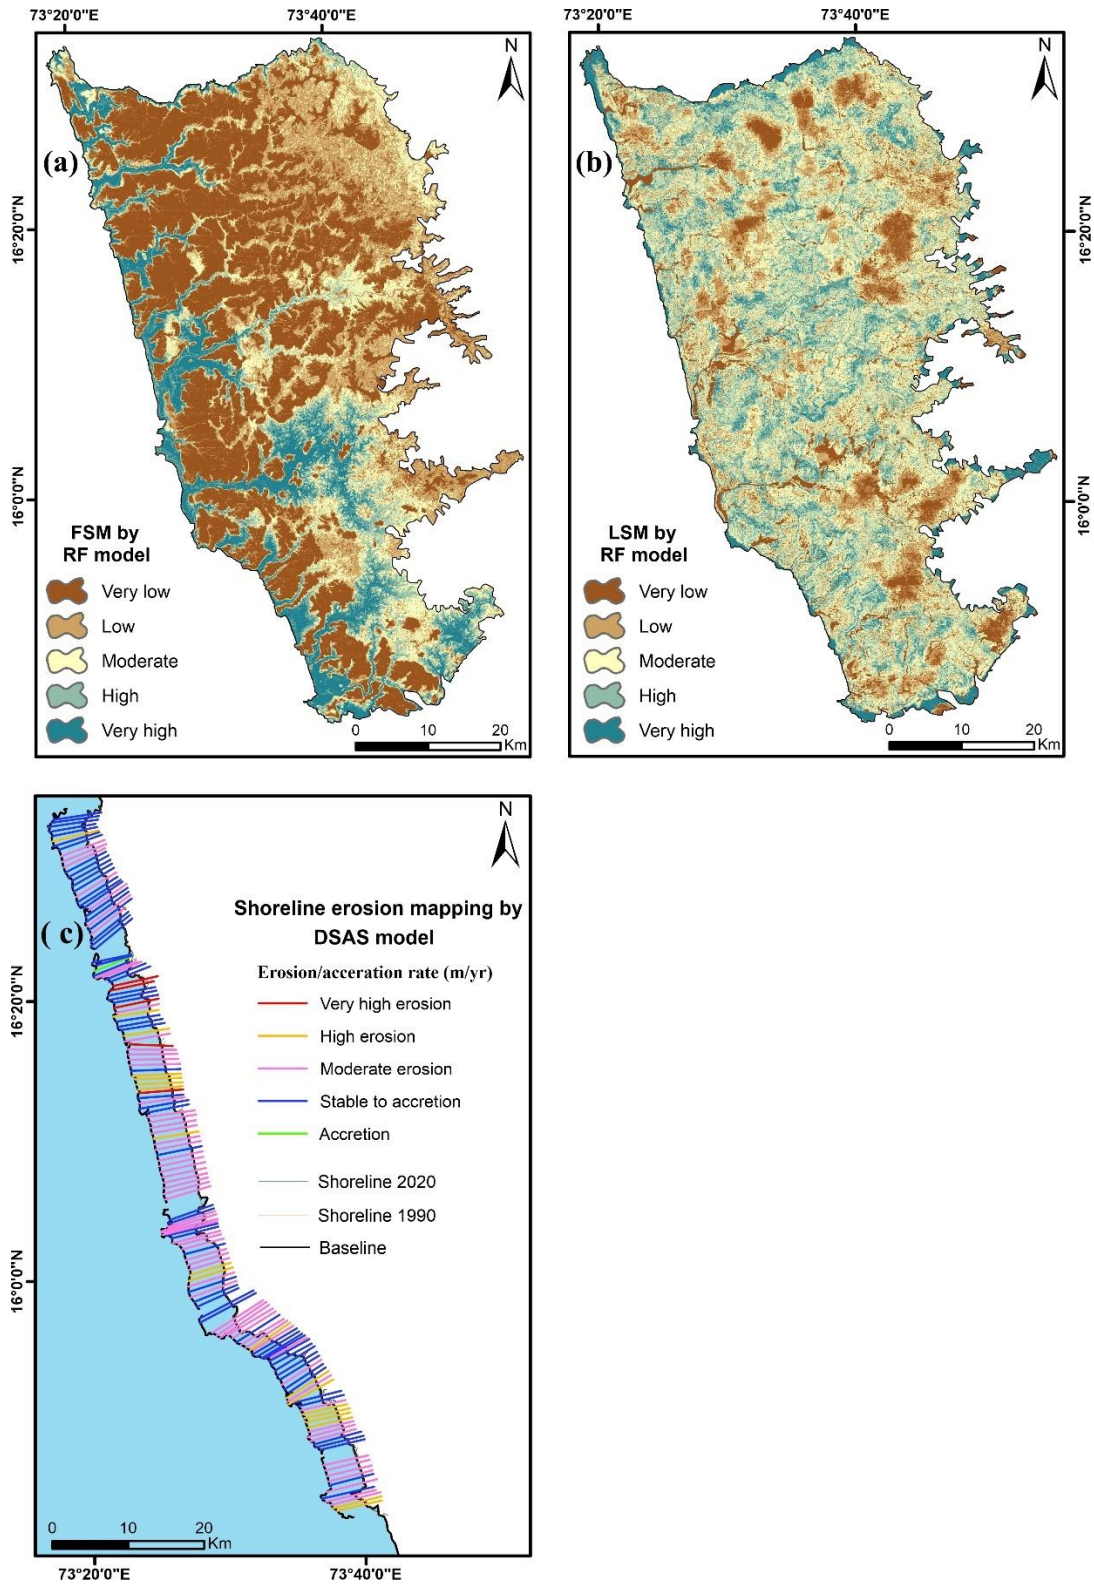 73°20'0"E 73°40'0"E
N
(a)
16°20'0"N
16°0'0"N
FSM by
RF model
Very low
Low
Moderate
High
Very high
0 10 20
Km
73°20'0"E 73°40'0"E
N
(b)
16°20'0"N
16°0'0"N
LSM by
RF model
Very low
Low
Moderate
High
Very high
0 10 20
Km
N
( c)
Shoreline erosion mapping by
DSAS model
Erosion/acceration rate (m/yr)
Very high erosion
High erosion
Moderate erosion
Stable to accretion
Accretion
Shoreline 2020
Shoreline 1990
Baseline
16°20'0"N
16°0'0"N
0 10 20
Km
73°20'0"E 73°40'0"E